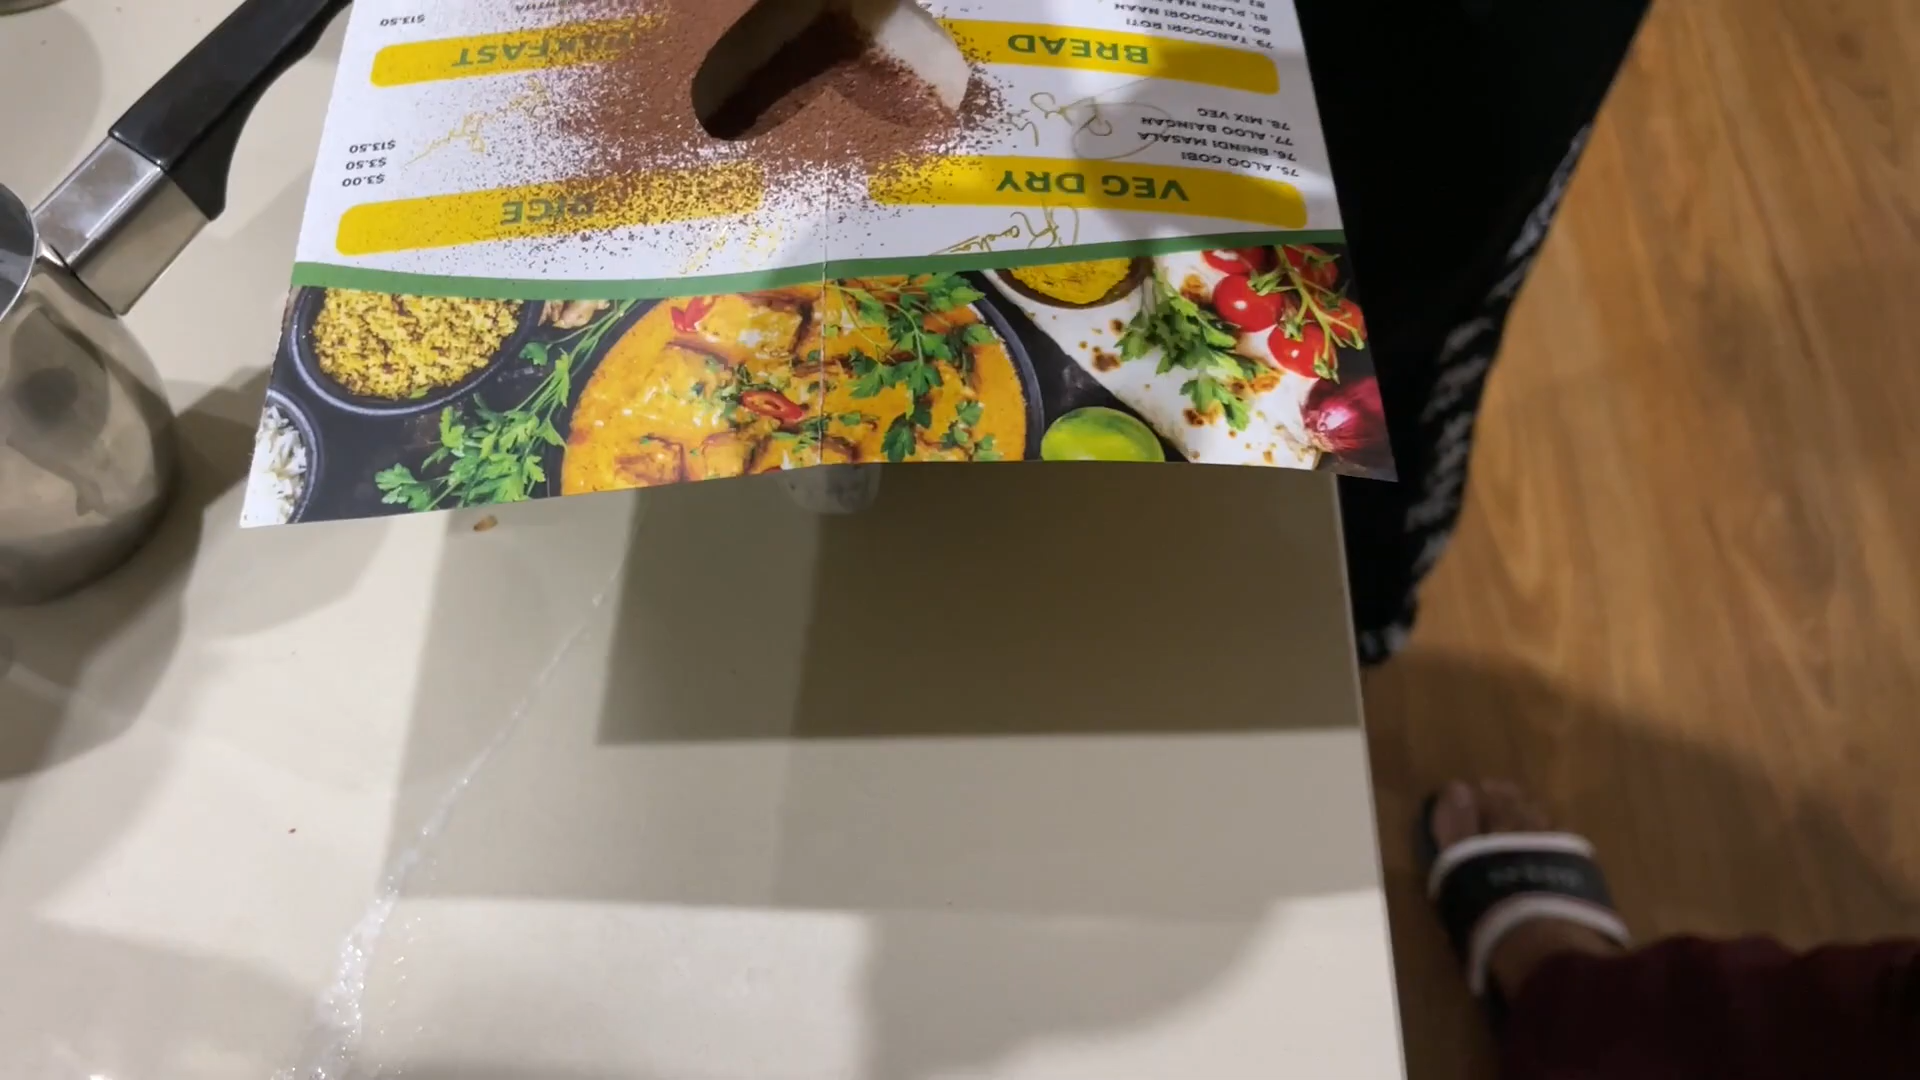 RICE
$3.00
$3.50
$13.50
$13.50
VEG DRY
75. ALOO GOBI
76. BHINDI MASALA
77. ALOO BAINGAN
78. MIX VEG
BREAD
79. TANDOORI ROTI
80. TANDOORI NAAN
81. PLAIN